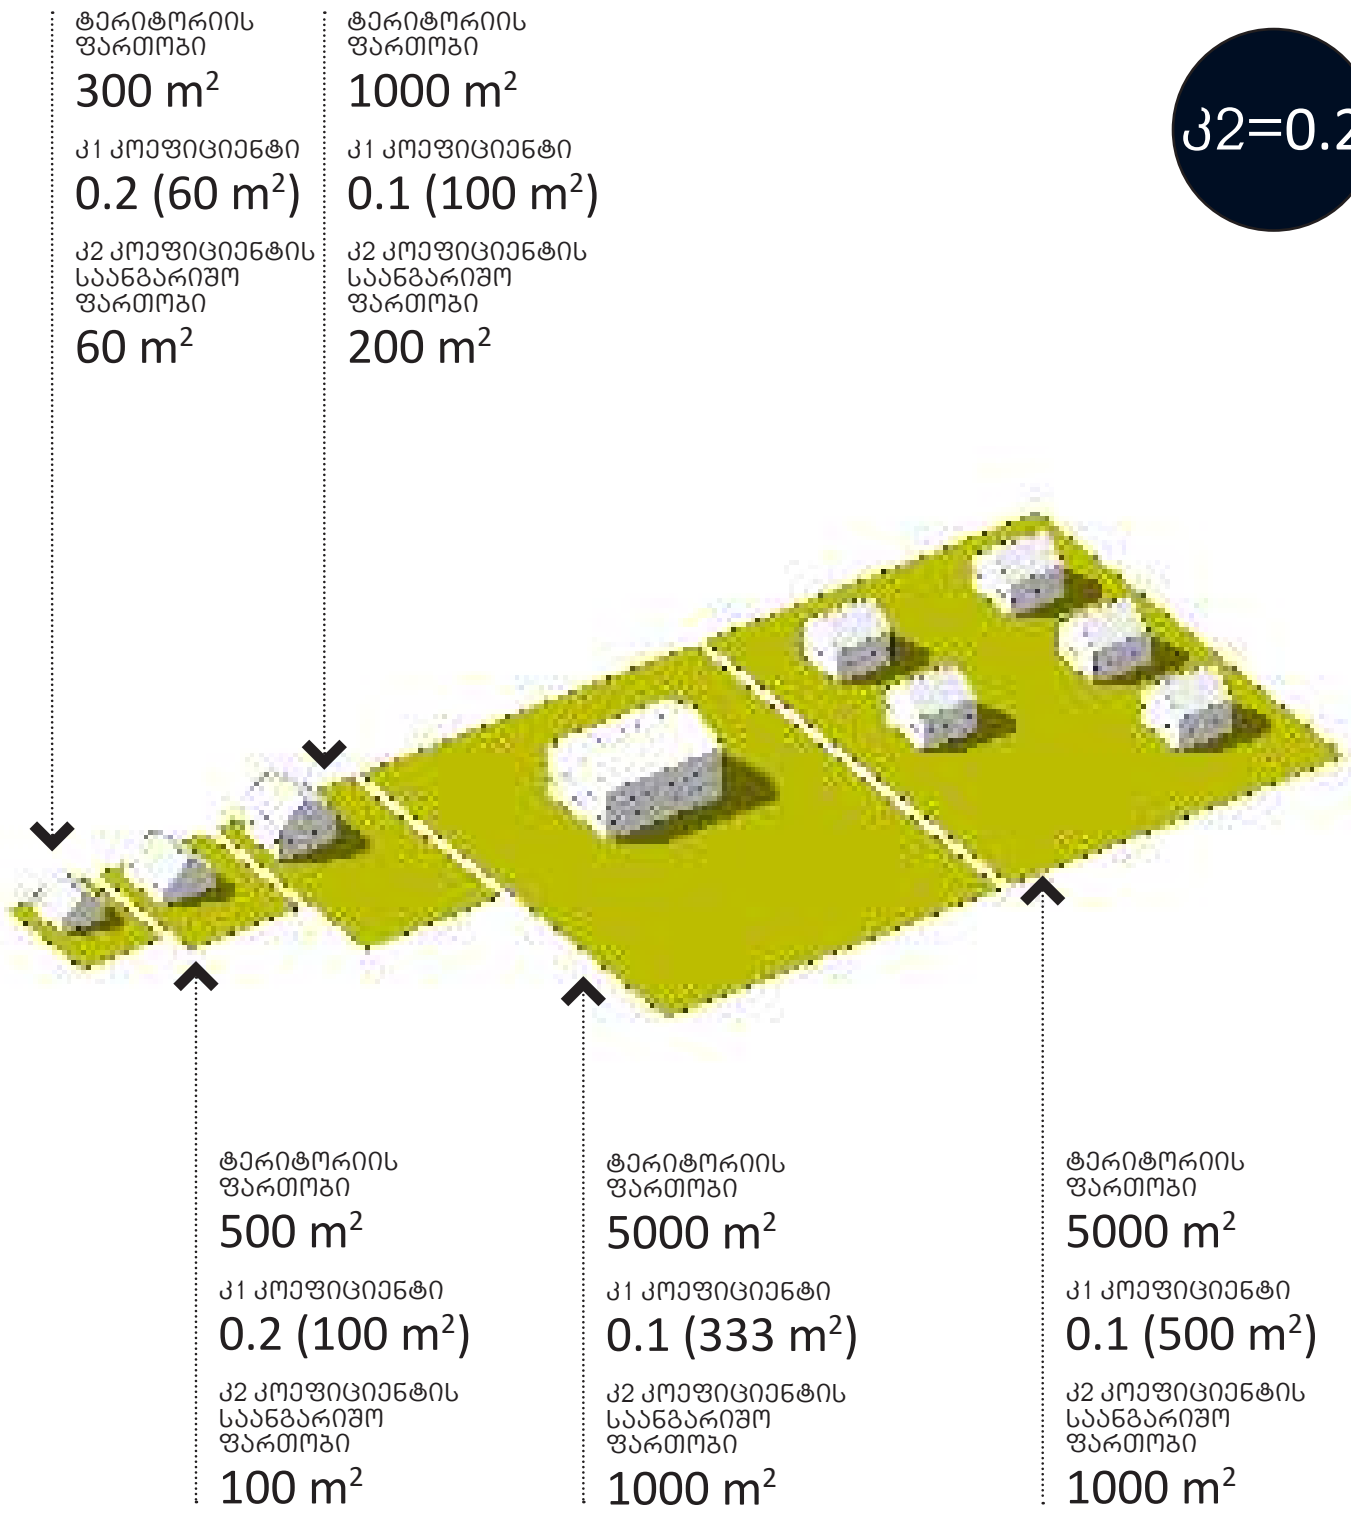 ტერიტორიის
ფართობი
300 m²
კ1 კოეფიციენტი
0.2 (60 m²)
კ2 კოეფიციენტის
საანგარიშო
ფართობი
60 m²
ტერიტორიის
ფართობი
1000 m²
კ1 კოეფიციენტი
0.1 (100 m²)
კ2 კოეფიციენტის
საანგარიშო
ფართობი
200 m²
კ2=0.2
ტერიტორიის
ფართობი
500 m²
კ1 კოეფიციენტი
0.2 (100 m²)
კ2 კოეფიციენტის
საანგარიშო
ფართობი
100 m²
ტერიტორიის
ფართობი
5000 m²
კ1 კოეფიციენტი
0.1 (333 m²)
კ2 კოეფიციენტის
საანგარიშო
ფართობი
1000 m²
ტერიტორიის
ფართობი
5000 m²
კ1 კოეფიციენტი
0.1 (500 m²)
კ2 კოეფიციენტის
საანგარიშო
ფართობი
1000 m²